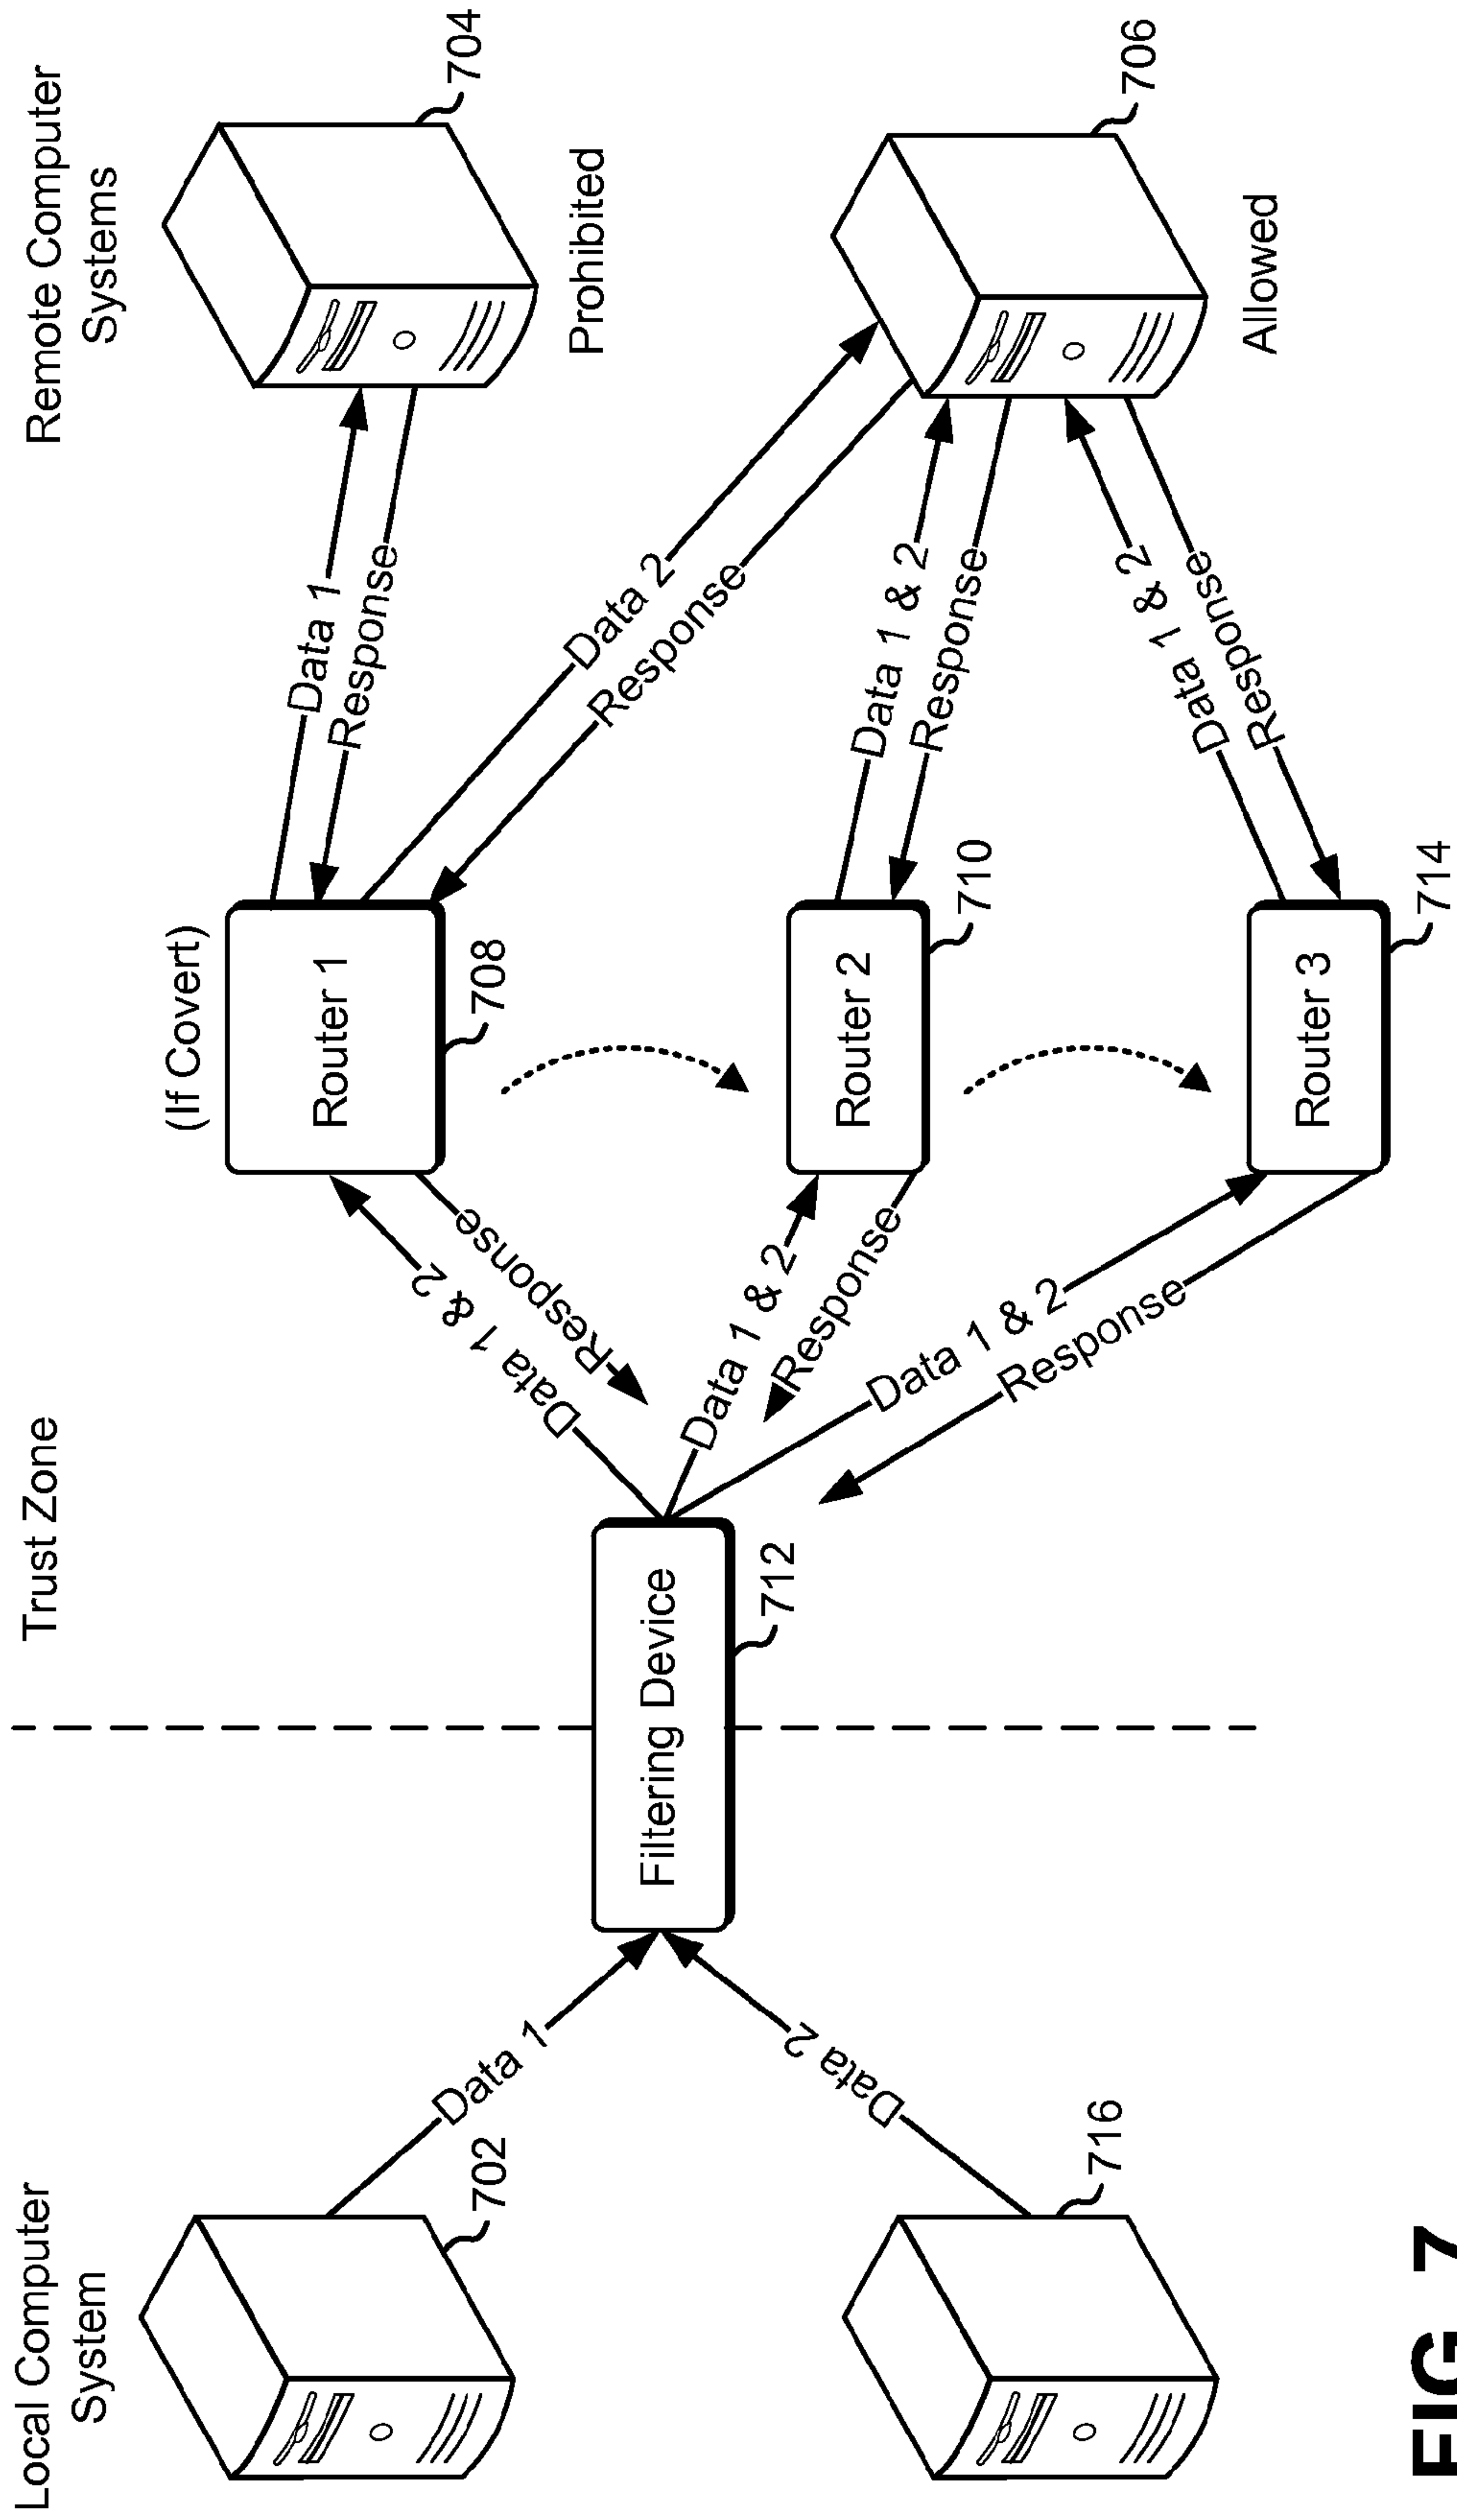 Local Computer
System
Trust Zone
Remote Computer
Systems
(If Covert)
702
Data 1
716
Data 2
Filtering Device
712
Data 1 & 2
Response
Data 1 & 2
Response
Data 1 & 2
Response
Router 1
708
Router 2
710
Router 3
714
Data 1
Response
Data 2
Response
Data 1 & 2
Response
Data 1 & 2
Response
704
Prohibited
706
Allowed
FIG. 7